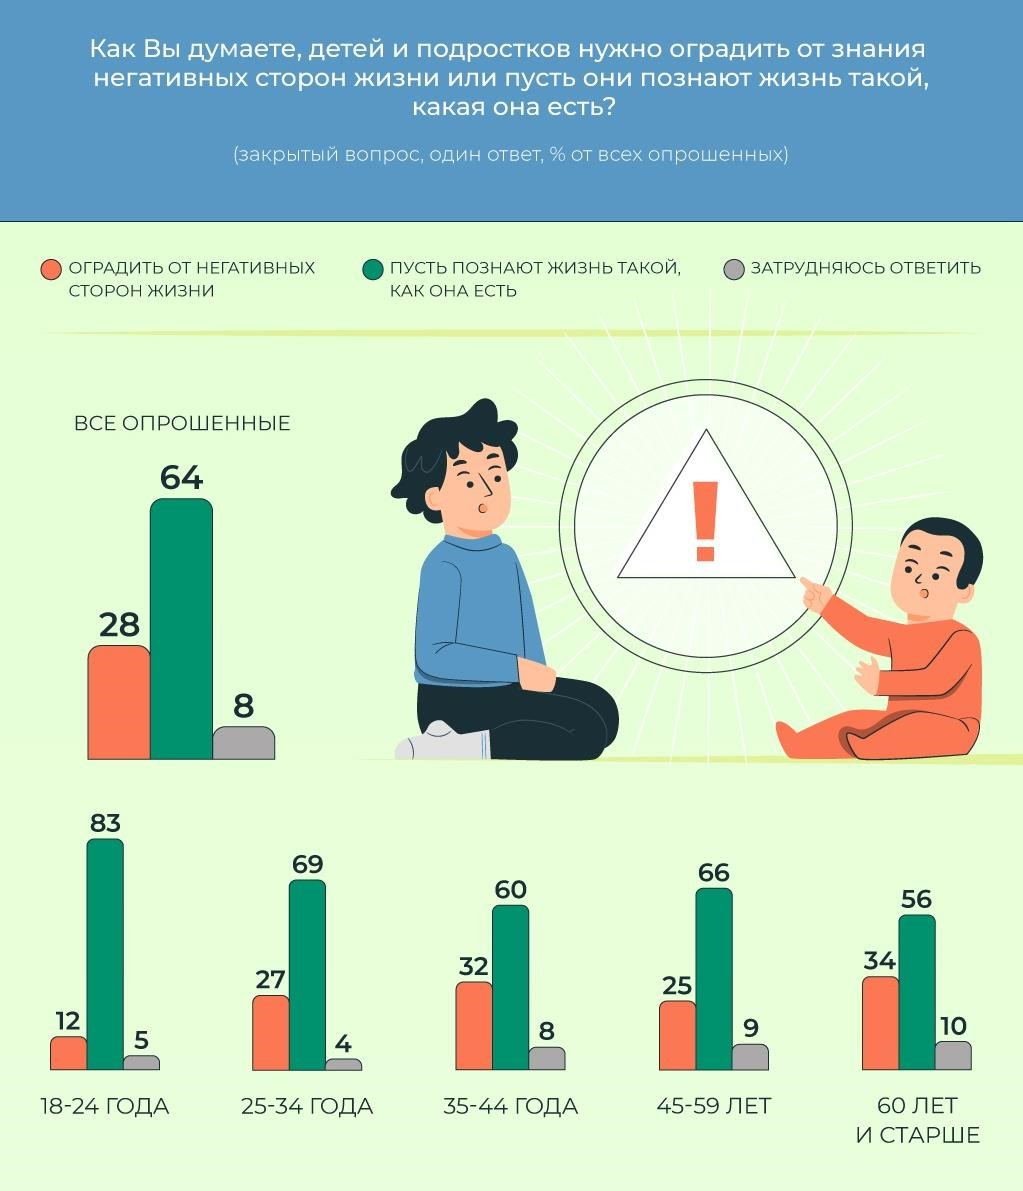 Как Вы думаете, детей и подростков нужно оградить от знания
негативных сторон жизни или пусть они познают жизнь такой,
какая она есть?
(закрытый вопрос, один ответ, % от всех опрошенных)
ОГРАДИТЬ ОТ НЕГАТИВНЫХ
СТОРОН ЖИЗНИ
ПУСТЬ ПОЗНАЮТ ЖИЗНЬ ТАКОЙ,
КАК ОНА ЕСТЬ
ЗАТРУДНЯЮСЬ ОТВЕТИТЬ
ВСЕ ОПРОШЕННЫЕ
28
64
8
!
12
83
5
18-24 ГОДА
27
69
4
25-34 ГОДА
32
60
8
35-44 ГОДА
25
66
9
45-59 ЛЕТ
34
56
10
60 ЛЕТ
И СТАРШЕ